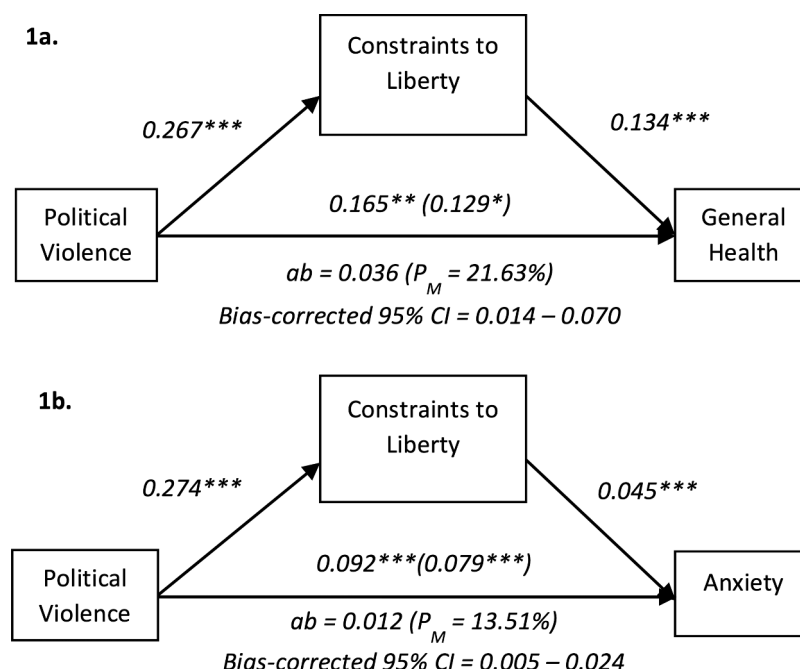 1a.
Constraints to
Liberty
0.267***
0.134***
Political
Violence
0.165** (0.129*)
General
Health
ab = 0.036 (PM = 21.63%)
Bias-corrected 95% CI = 0.014 – 0.070
1b.
Constraints to
Liberty
0.274***
0.045***
Political
Violence
0.092***(0.079***)
Anxiety
ab = 0.012 (PM = 13.51%)
Bias-corrected 95% CI = 0.005 – 0.024